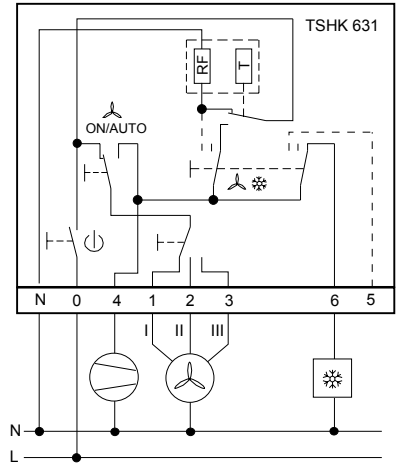 TSHK 631
RF
T
ON/AUTO
N 0 4 1 2 3 6 5
I II III
N
L